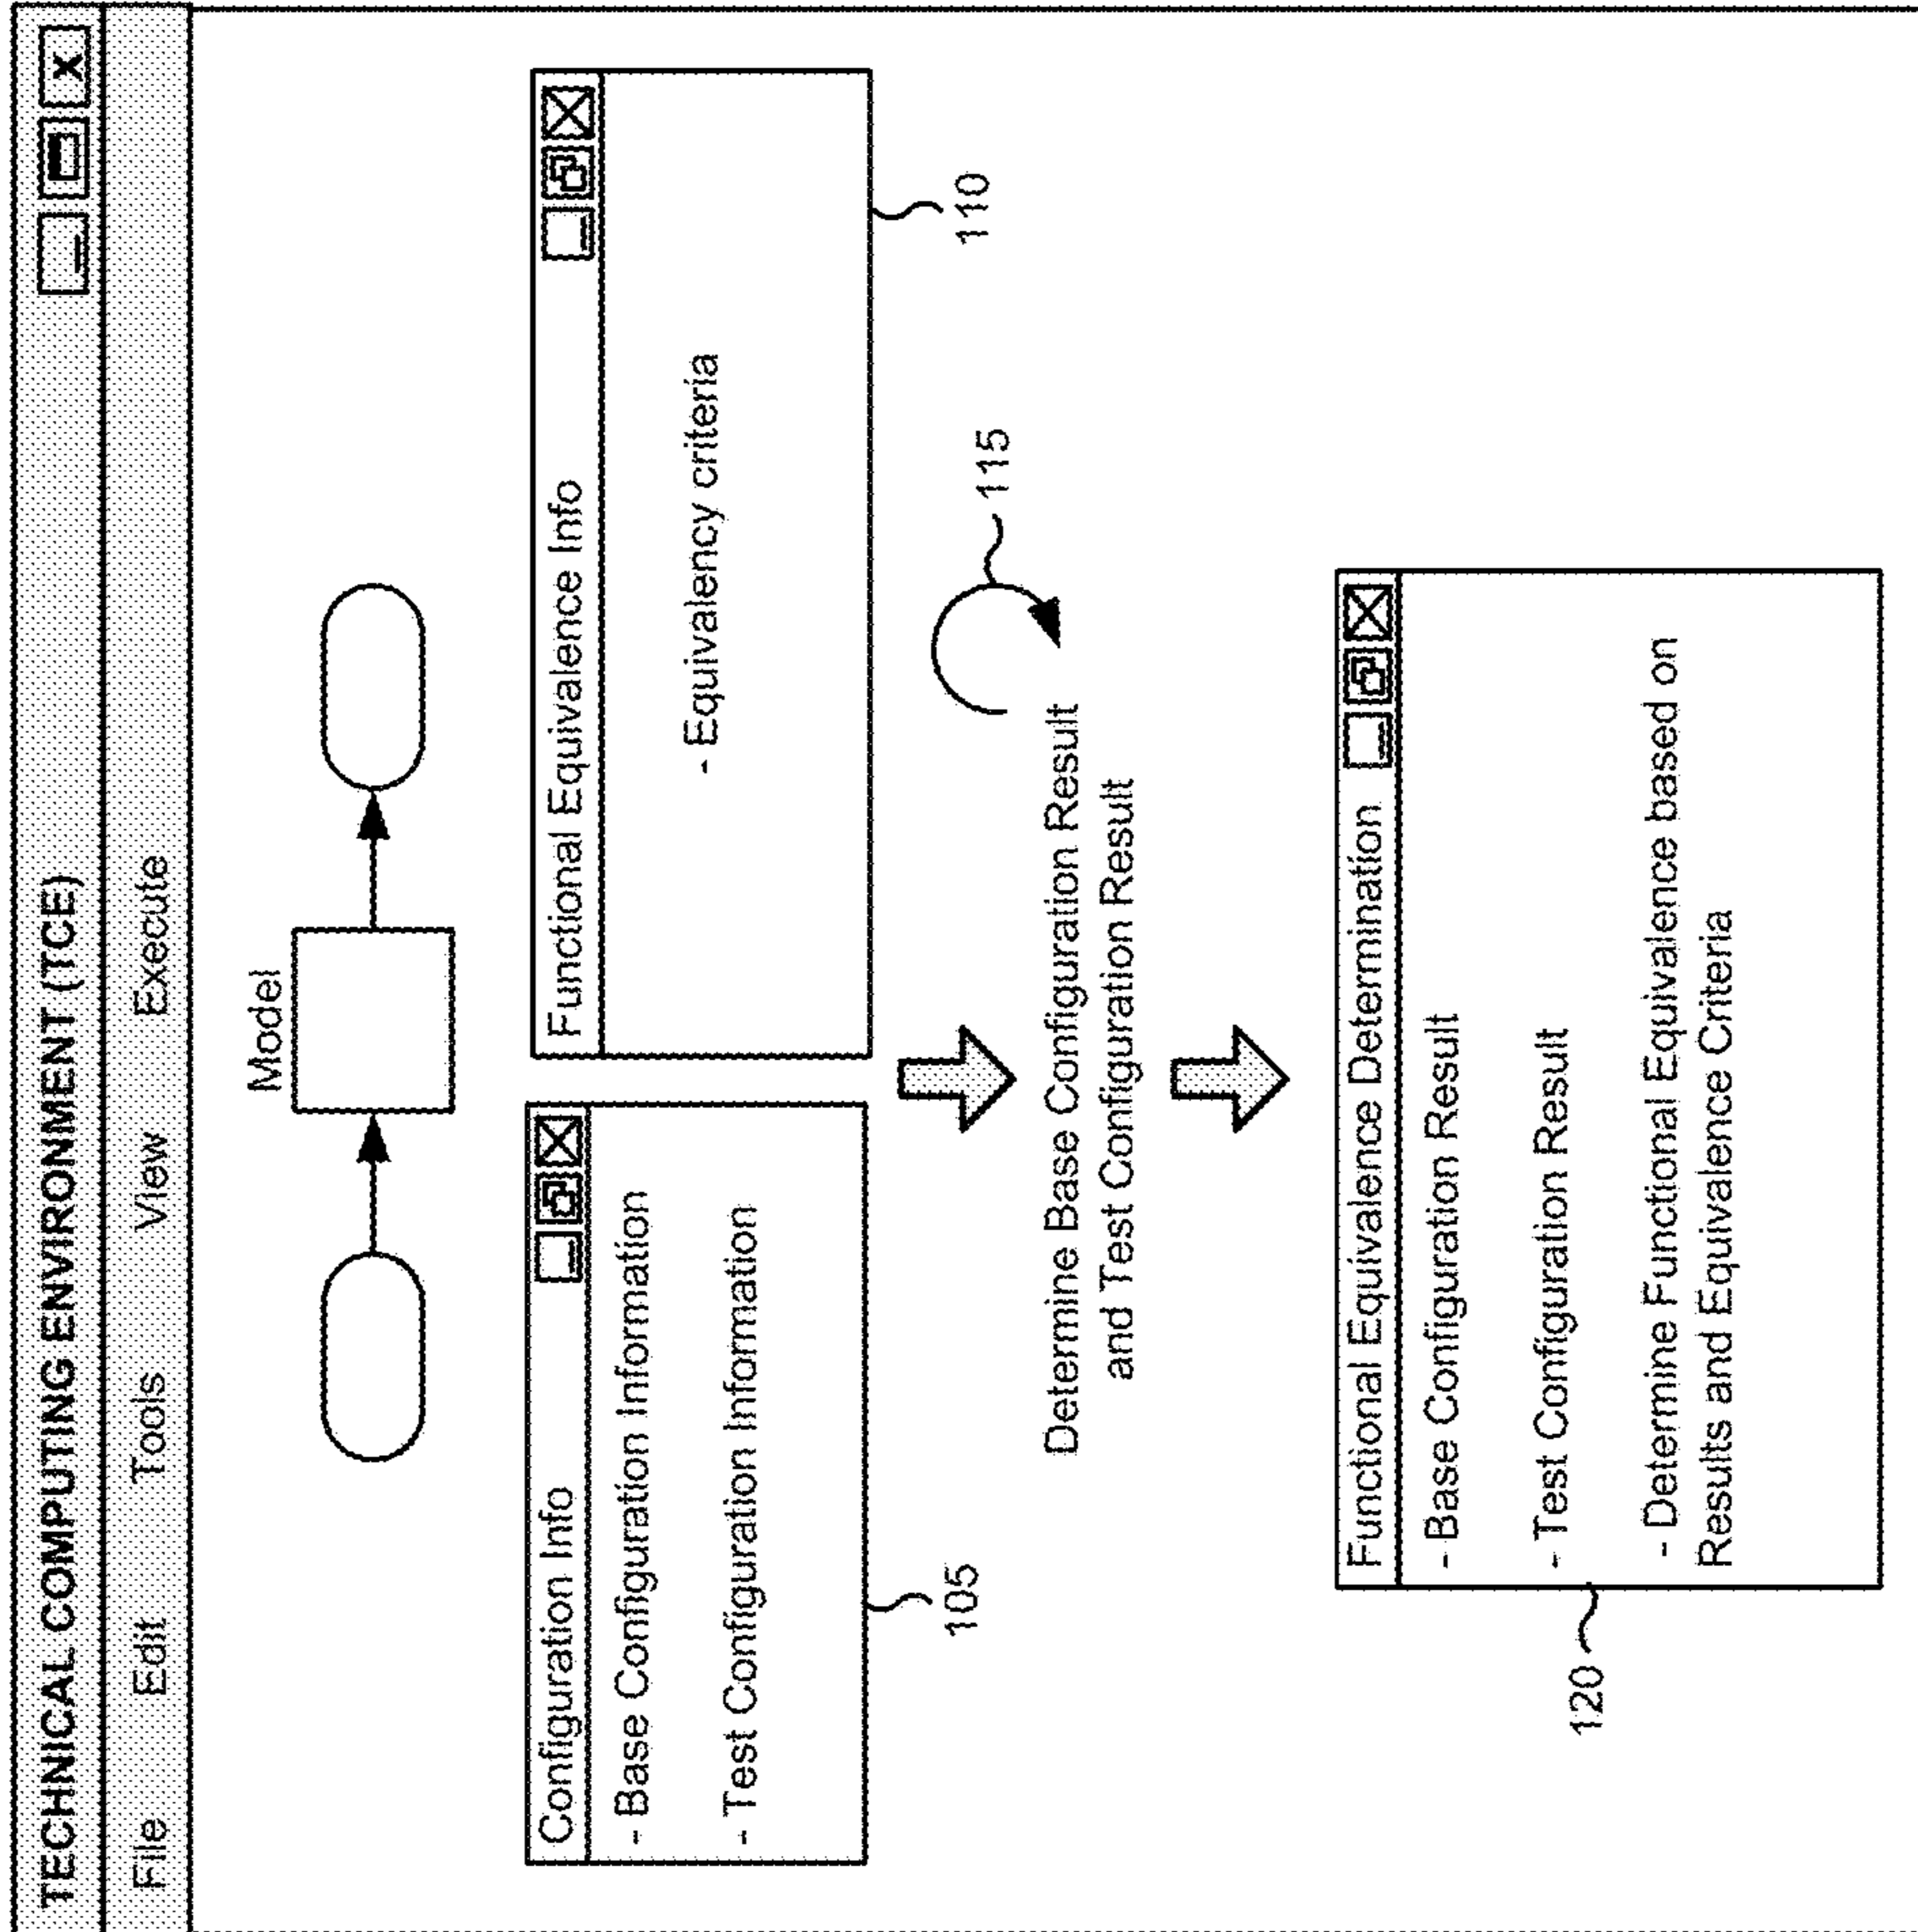 TECHNICAL COMPUTING ENVIRONMENT (TCE)
File Edit Tools View Execute
Model
Configuration Info
- Base Configuration Information
- Test Configuration Information
105
Functional Equivalence Info
- Equivalency criteria
110
Determine Base Configuration Result
and Test Configuration Result
115
Functional Equivalence Determination
- Base Configuration Result
- Test Configuration Result
- Determine Functional Equivalence based on
Results and Equivalence Criteria
120